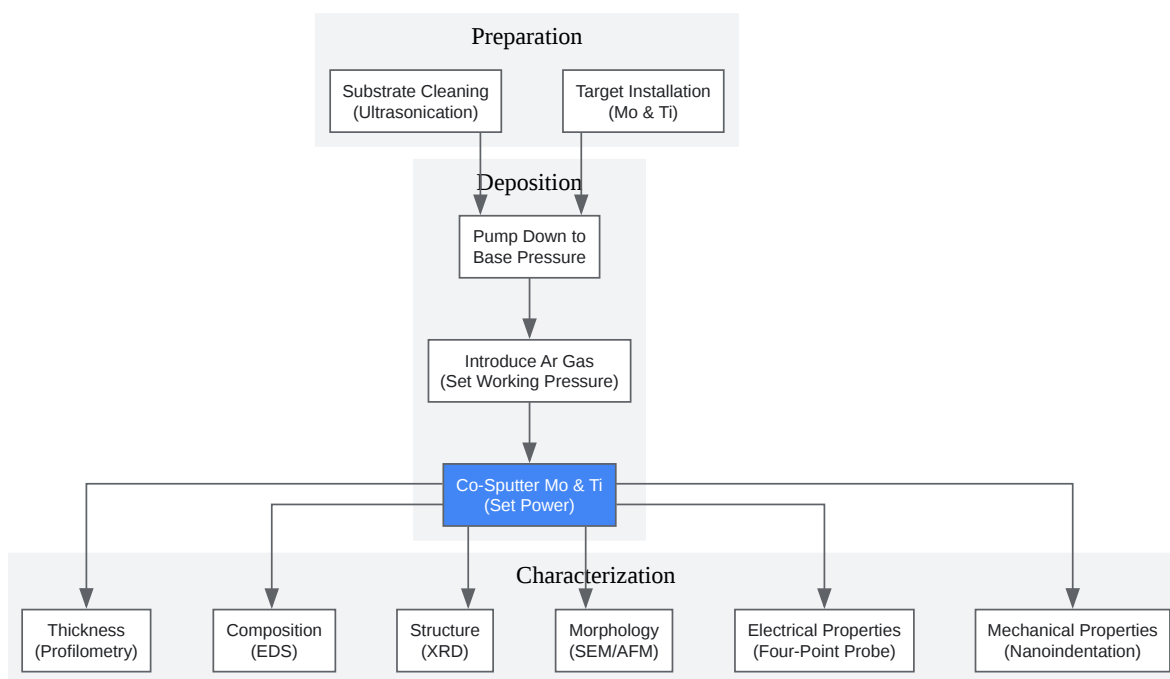 Preparation
Substrate Cleaning
(Ultrasonication)
Target Installation
(Mo & Ti)
Deposition
Pump Down to
Base Pressure
Introduce Ar Gas
(Set Working Pressure)
Co-Sputter Mo & Ti
(Set Power)
Characterization
Thickness
(Profilometry)
Composition
(EDS)
Structure
(XRD)
Morphology
(SEM/AFM)
Electrical Properties
(Four-Point Probe)
Mechanical Properties
(Nanoindentation)